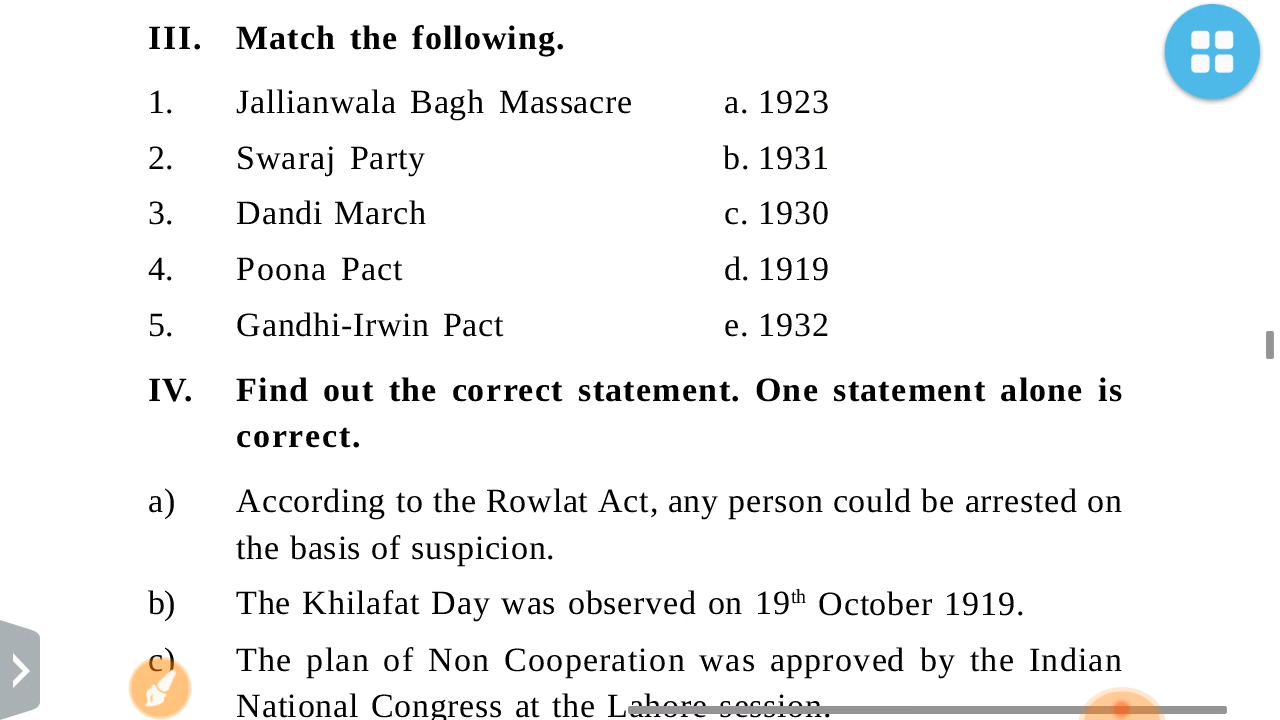 III. Match the following.
1. Jallianwala Bagh Massacre a. 1923
2. Swaraj Party b. 1931
3. Dandi March c. 1930
4. Poona Pact d. 1919
5. Gandhi-Irwin Pact e. 1932
IV. Find out the correct statement. One statement alone is
correct.
a) According to the Rowlat Act, any person could be arrested on
the basis of suspicion.
b) The Khilafat Day was observed on 19th October 1919.
c) The plan of Non Cooperation was approved by the Indian
National Congress at the Lahore session.